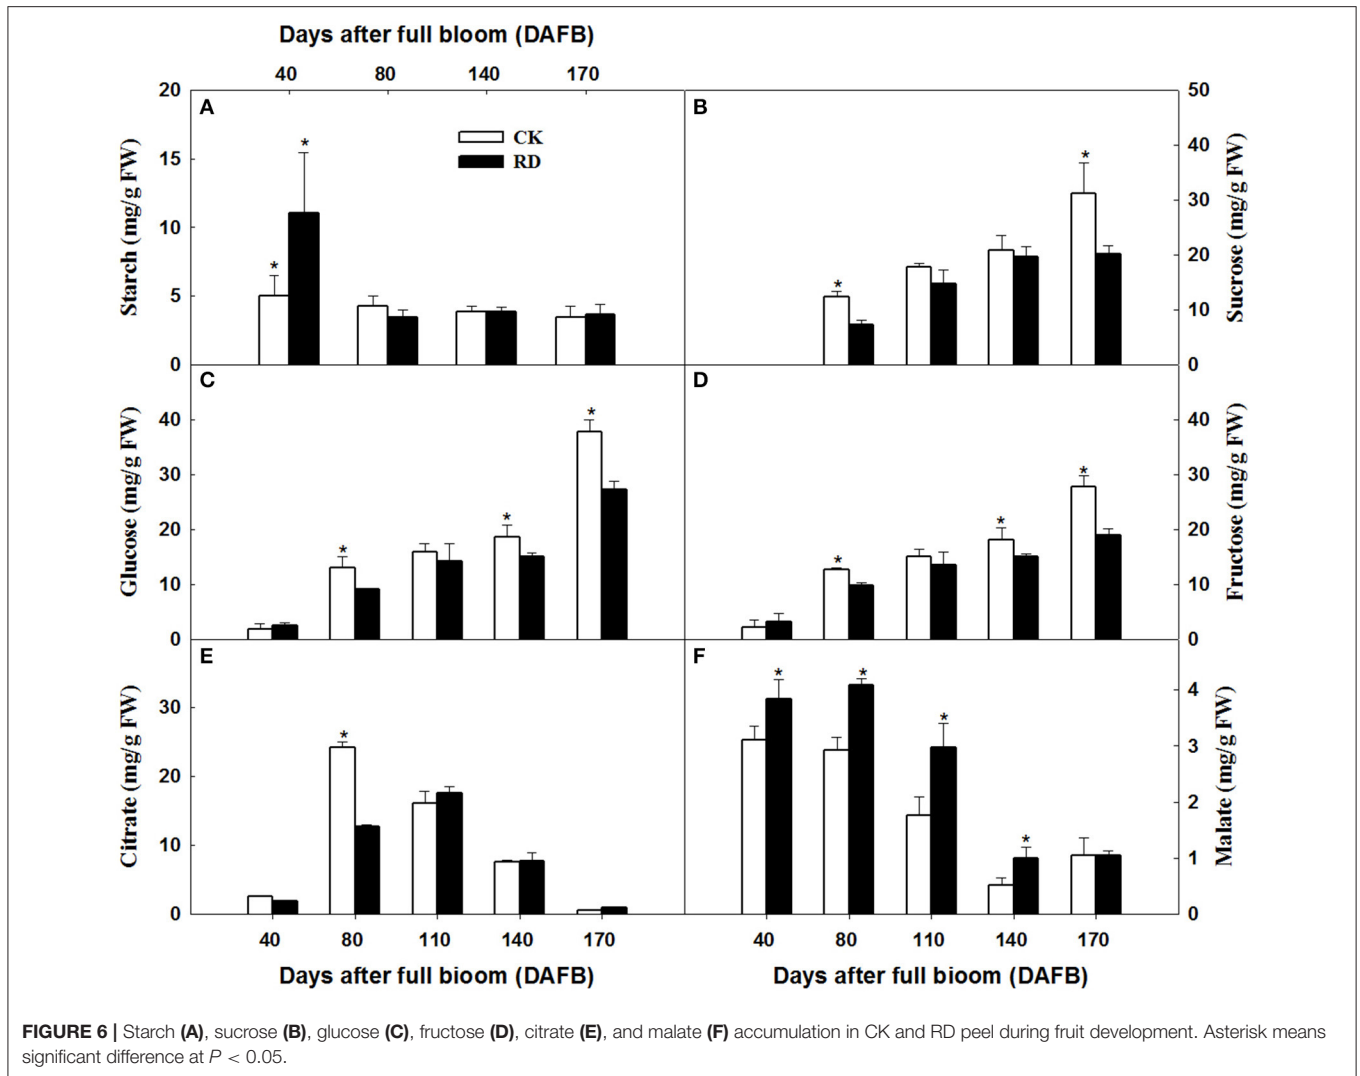 Days after full bloom (DAFB)
40 80 140 170
A
Starch (mg/g FW)
20
15
10
5
0
* *
CK
RD
B
50
40
30
20
10
0
Sucrose (mg/g FW)
* *
C
Glucose (mg/g FW)
40
30
20
10
0
* * *
D
40
30
20
10
0
Fructose (mg/g FW)
* * *
E
Citrate (mg/g FW)
30
20
10
0
*
F
4
3
2
1
0
Malate (mg/g FW)
* * * *
40 80 110 140 170
Days after full bioom (DAFB)
40 80 110 140 170
Days after full bioom (DAFB)
FIGURE 6 | Starch (A), sucrose (B), glucose (C), fructose (D), citrate (E), and malate (F) accumulation in CK and RD peel during fruit development. Asterisk means
significant difference at P < 0.05.